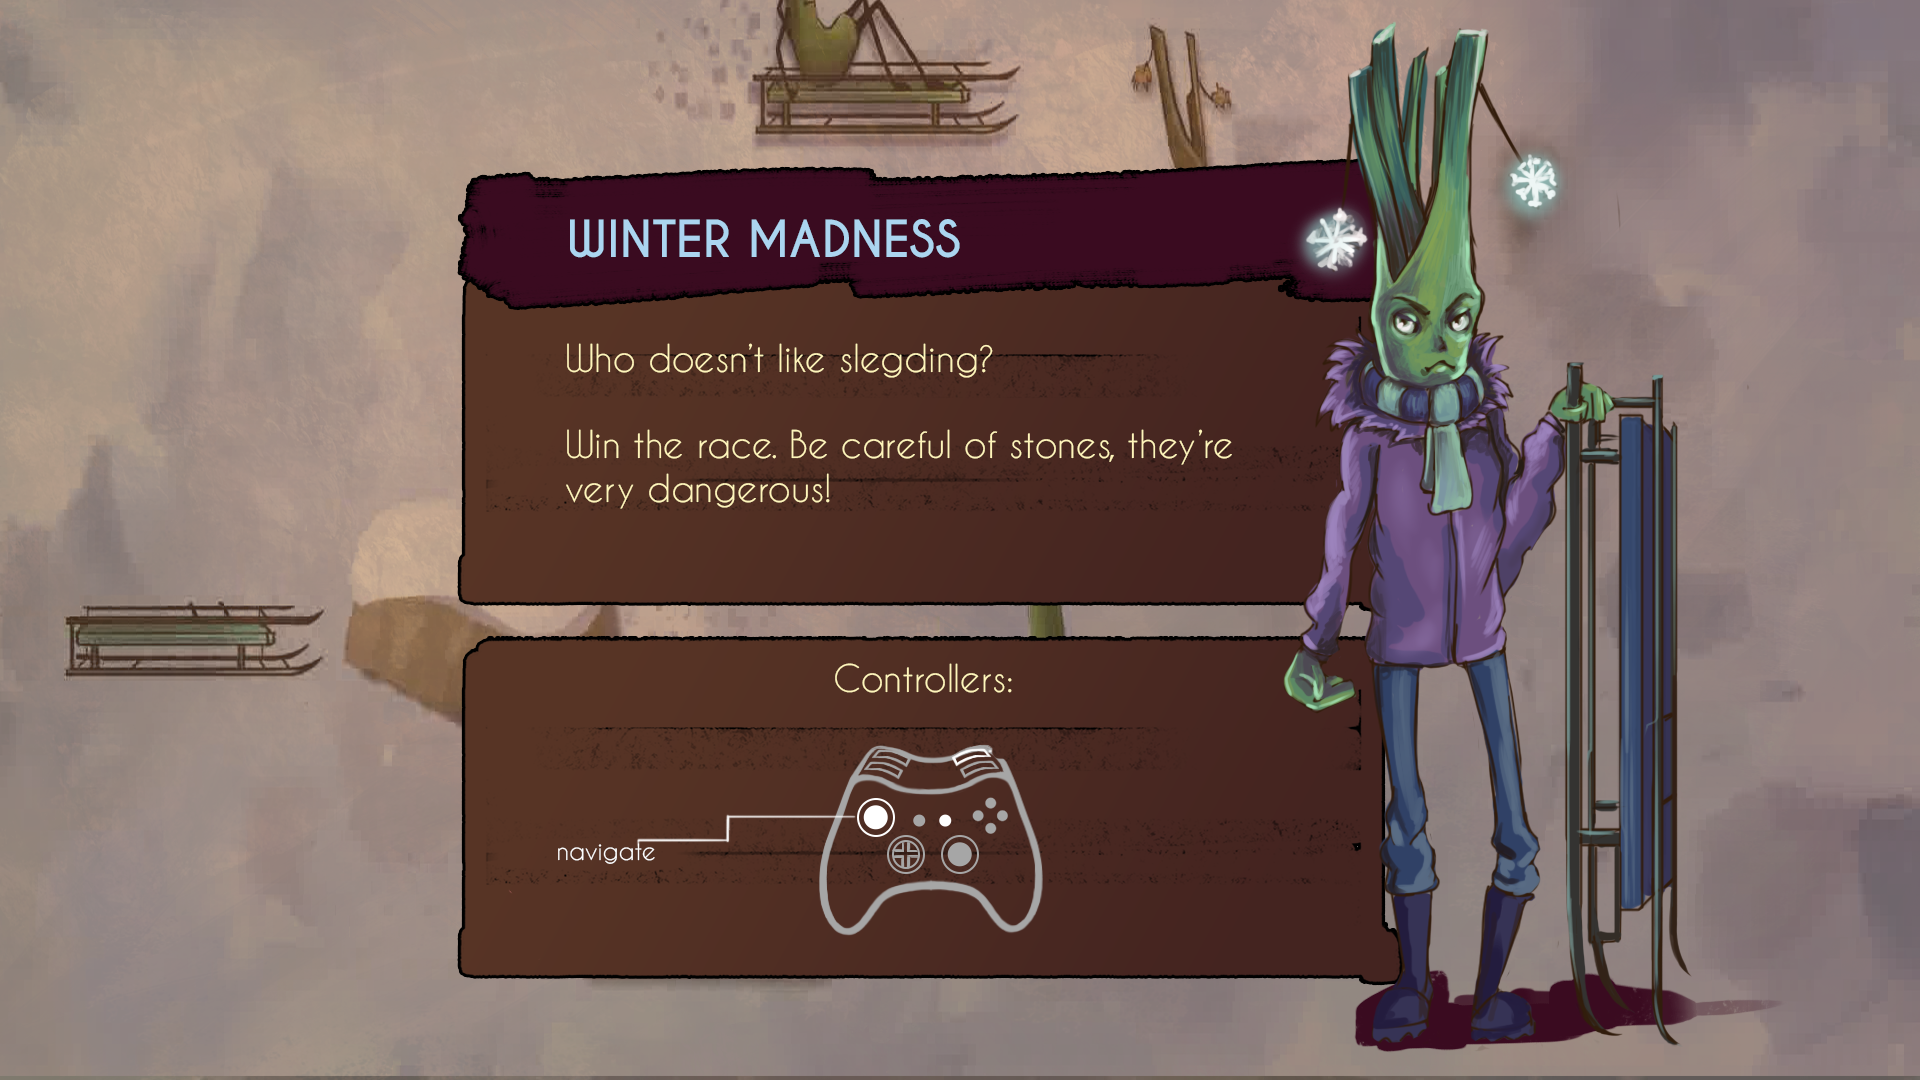 WINTER MADNESS
Who doesn't like slegding?
Win the race. Be careful of stones, they're
very dangerous!
Controllers:
navigate